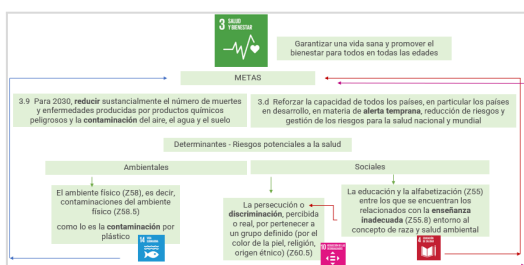 3 SALUD
Y BIENESTAR
Garantizar una vida sana y promover el
bienestar para todos en todas las edades
METAS
3.9 Para 2030, reducir sustancialmente el número de muertes
y enfermedades producidas por productos químicos
peligrosos y la contaminación del aire, el agua y el suelo
3.d Reforzar la capacidad de todos los países, en particular los países
en desarrollo, en materia de alerta temprana, reducción de riesgos y
gestión de los riesgos para la salud nacional y mundial
Determinantes - Riesgos potenciales a la salud
Ambientales
Sociales
El ambiente físico (Z58), es decir,
contaminaciones del ambiente
físico (Z58.5)
como lo es la contaminación por
plástico
14
La persecución o
discriminación, percibida
o real, por pertenecer a
un grupo definido (por el
color de la piel, religión,
origen étnico) (Z60.5)
10
La educación y la alfabetización (Z55)
entre los que se encuentran los
relacionados con la enseñanza
inadecuada (Z55.8) entorno al
concepto de raza y salud ambiental
4